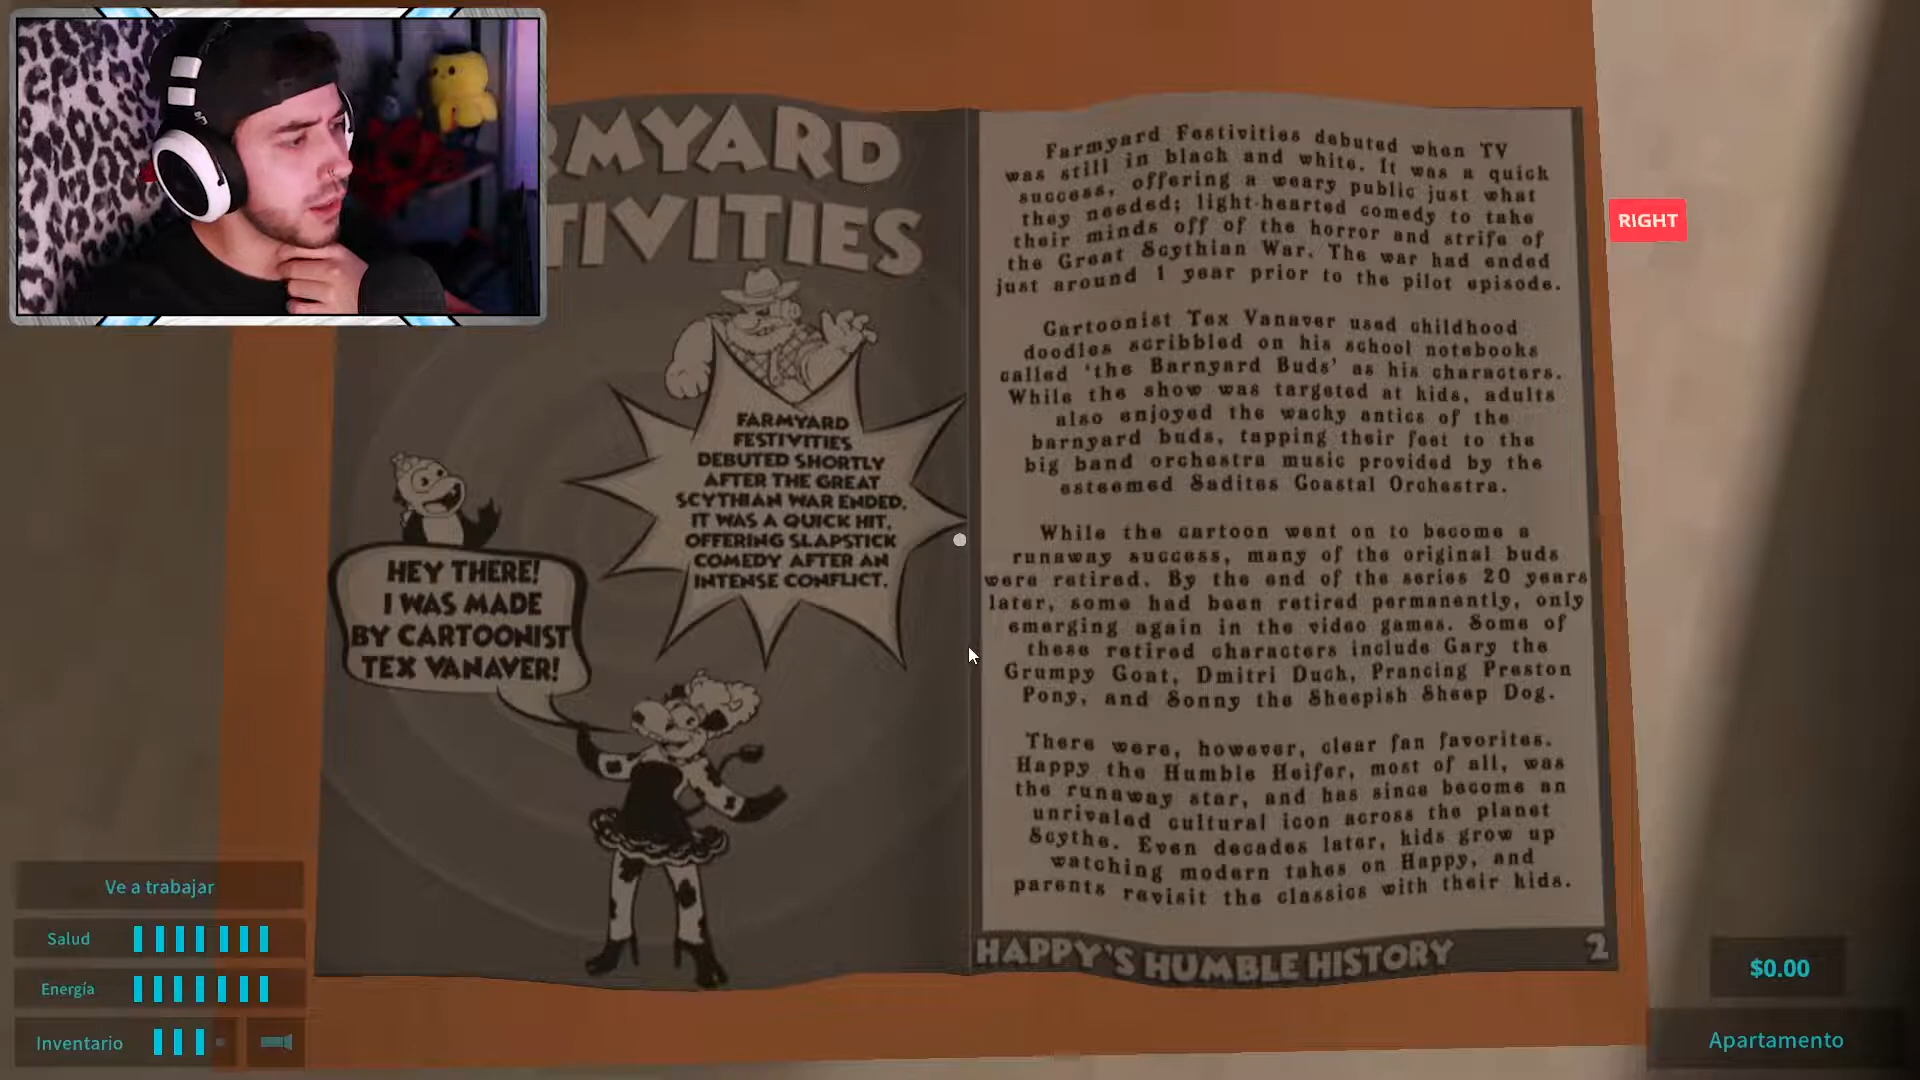 RMYARD
TIVITIES
FARMYARD
FESTIVITIES
DEBUTED SHORTLY
AFTER THE GREAT
SCYTHIAN WAR ENDED.
IT WAS A QUICK HIT,
OFFERING SLAPSTICK
COMEDY AFTER AN
INTENSE CONFLICT.
HEY THERE!
I WAS MADE
BY CARTOONIST
TEX VANAVER!
Farmyard Festivities debuted when TV
was still in black and white. It was a quick
success, offering a weary public just what
they needed; light-hearted comedy to take
their minds off of the horror and strife of
the Great Scythian War. The war had ended
just around 1 year prior to the pilot episode.
Cartoonist Tex Vanaver used childhood
doodles scribbled on his school notebooks
called 'the Barnyard Buds' as his characters.
While the show was targeted at kids, adults
also enjoyed the wacky antics of the
barnyard buds, tapping their feet to the
big band orchestra music provided by the
esteemed Sadites Coastal Orchestra.
While the cartoon went on to become a
runaway success, many of the original buds
were retired. By the end of the series 20 years
later, some had been retired permanently, only
emerging again in the video games. Some of
these retired characters include Gary the
Grumpy Goat, Dmitri Duck, Prancing Preston
Pony, and Sonny the Sheepish Sheep Dog.
There were, however, clear fan favorites.
Happy the Humble Heifer, most of all, was
the runaway star, and has since become an
unrivaled cultural icon across the planet
Scythe. Even decades later, kids grow up
watching modern takes on Happy, and
parents revisit the classics with their kids.
HAPPY'S HUMBLE HISTORY 2
RIGHT
Ve a trabajar
Salud
Energía
Inventario
$0.00
Apartamento